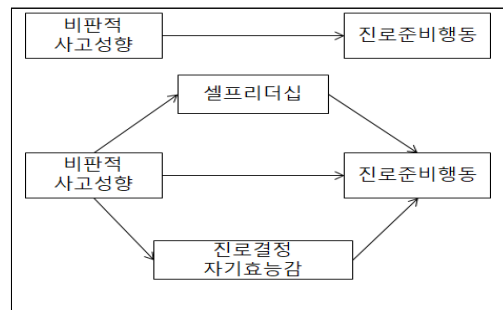 비판적
사고성향
진로준비행동
셀프리더십
비판적
사고성향
진로준비행동
진로결정
자기효능감